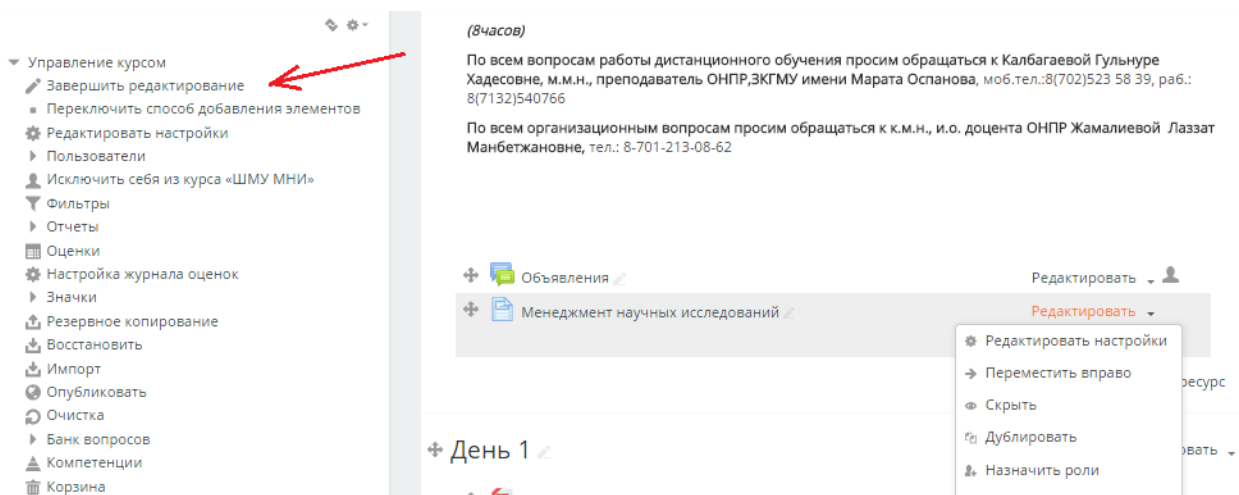 Управление курсом
Завершить редактирование
Переключить способ добавления элементов
Редактировать настройки
Пользователи
Исключить себя из курса «ШМУ МНИ»
Фильтры
Отчеты
Оценки
Настройка журнала оценок
Значки
Резервное копирование
Восстановить
Импорт
Опубликовать
Очистка
Банк вопросов
Компетенции
Корзина
(8часов)
По всем вопросам работы дистанционного обучения просим обращаться к Калбагаевой Гульнуре
Хадесовне, м.м.н., преподаватель ОНПР,ЗКГМУ имени Марата Оспанова, моб.тел.:8(702)523 58 39, раб.:
8(7132)540766
По всем организационным вопросам просим обращаться к к.м.н., и.о. доцента ОНПР Жамалиевой Лаззат
Манбетжановне, тел.: 8-701-213-08-62
Объявления Редактировать
Менеджмент научных исследований Редактировать
Редактировать настройки
Переместить вправо
ресурс
Скрыть
Дублировать
День 1
Назначить роли